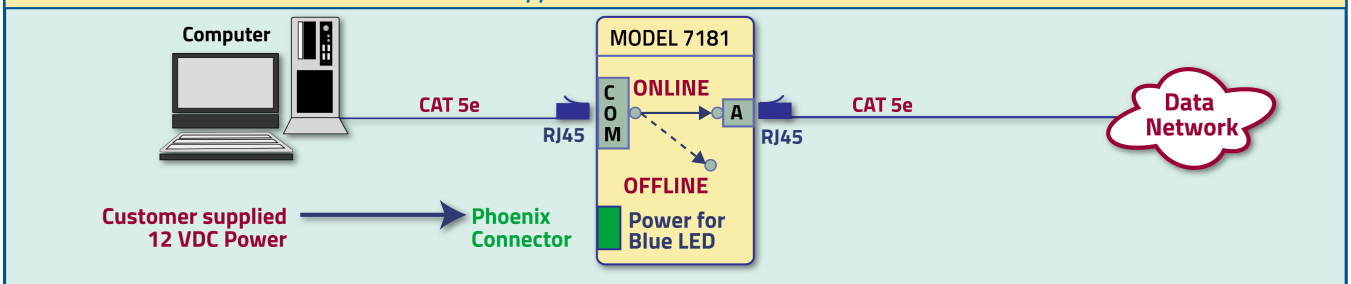 Computer
MODEL 7181
CAT 5e
RJ45
C
O
M
ONLINE
A
OFFLINE
RJ45
CAT 5e
Data
Network
Customer supplied
12 VDC Power
Phoenix
Connector
Power for
Blue LED